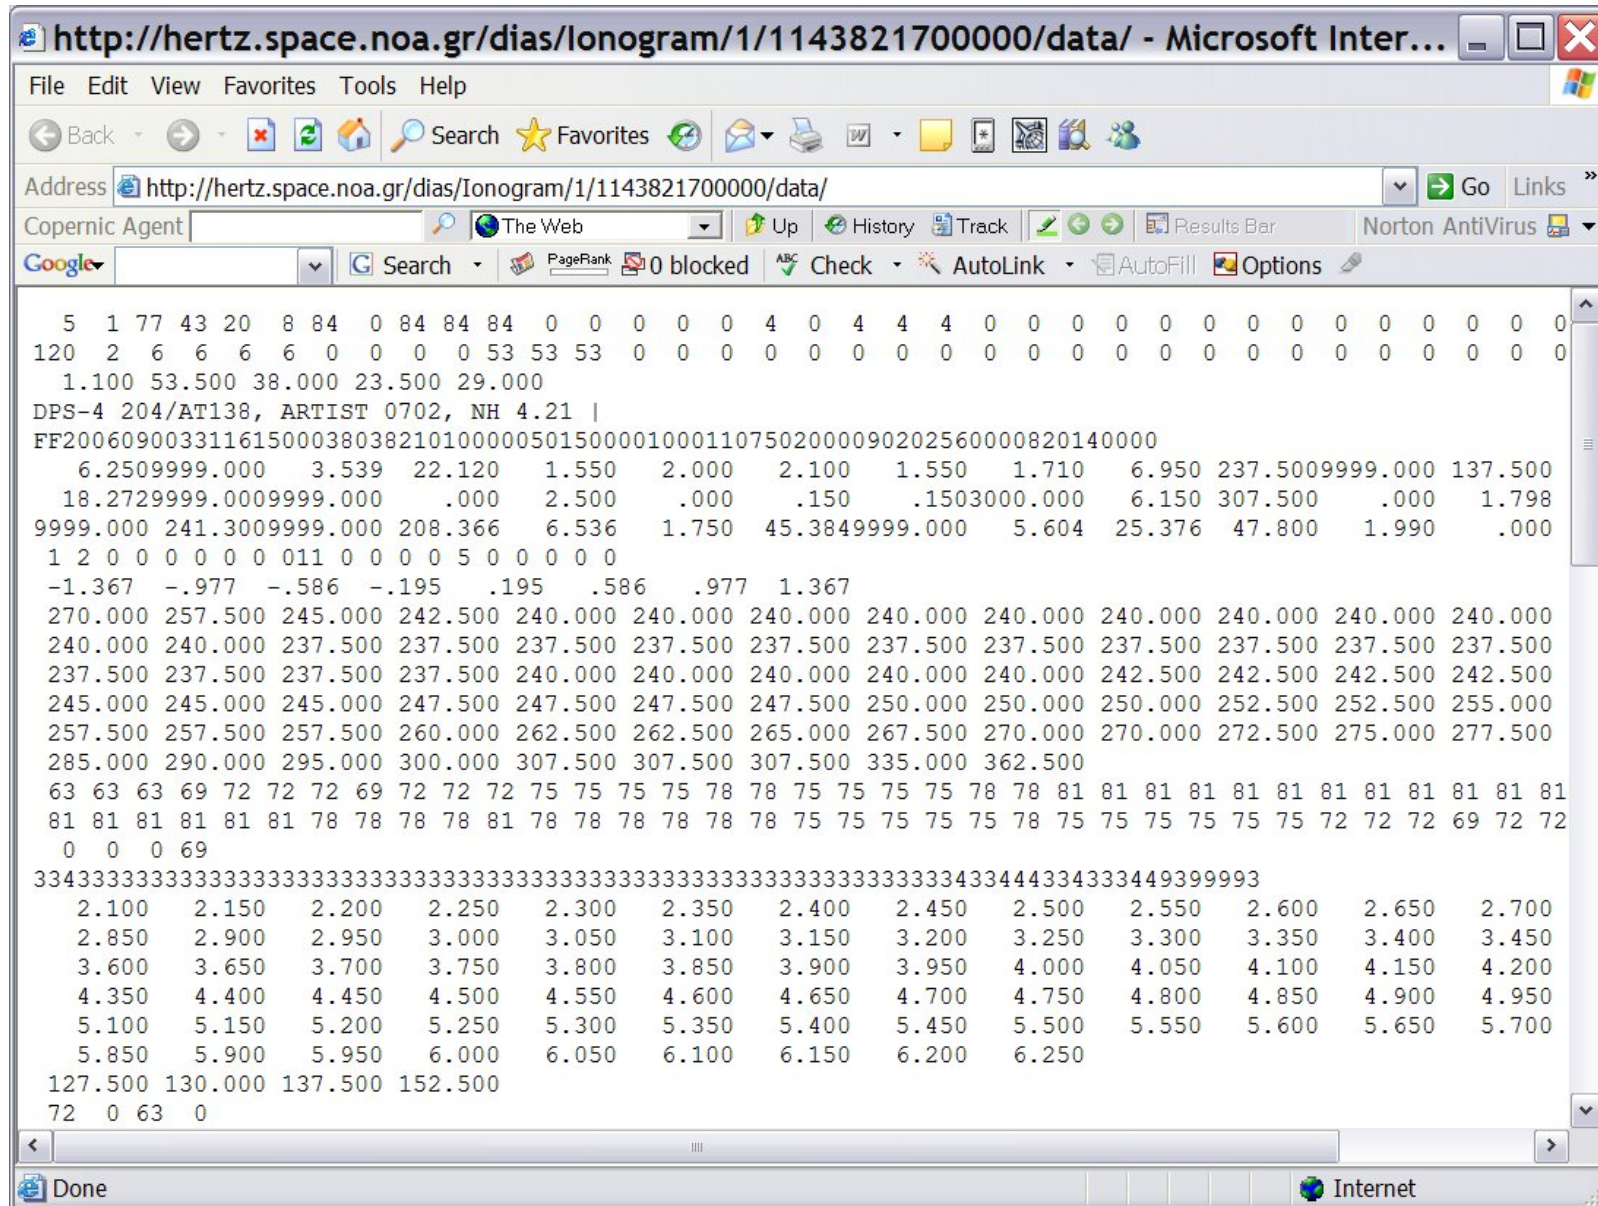 http://hertz.space.noa.gr/dias/Ionogram/1/1143821700000/data/ - Microsoft Inter...
File Edit View Favorites Tools Help
Back Search Favorites
Address http://hertz.space.noa.gr/dias/Ionogram/1/1143821700000/data/ Go Links »
Copernic Agent The Web Up History Track Results Bar Norton AntiVirus
Google G Search PageRank 0 blocked ABC Check AutoLink AutoFill Options
5 1 77 43 20 8 84 0 84 84 84 0 0 0 0 0 4 0 4 4 4 0 0 0 0 0 0 0 0 0 0 0 0 0 0
120 2 6 6 6 6 0 0 0 0 53 53 53 0 0 0 0 0 0 0 0 0 0 0 0 0 0 0 0 0 0 0 0 0 0
1.100 53.500 38.000 23.500 29.000
DPS-4 204/AT138, ARTIST 0702, NH 4.21 |
FF200609003311615000380382101000005015000010001107502000090202560000820140000
6.2509999.000 3.539 22.120 1.550 2.000 2.100 1.550 1.710 6.950 237.5009999.000 137.500
18.2729999.0009999.000 .000 2.500 .000 .150 .1503000.000 6.150 307.500 .000 1.798
9999.000 241.3009999.000 208.366 6.536 1.750 45.3849999.000 5.604 25.376 47.800 1.990 .000
1 2 0 0 0 0 0 0 011 0 0 0 0 5 0 0 0 0 0
-1.367 -.977 -.586 -.195 .195 .586 .977 1.367
270.000 257.500 245.000 242.500 240.000 240.000 240.000 240.000 240.000 240.000 240.000 240.000 240.000
240.000 240.000 237.500 237.500 237.500 237.500 237.500 237.500 237.500 237.500 237.500 237.500 237.500
237.500 237.500 237.500 237.500 240.000 240.000 240.000 240.000 240.000 242.500 242.500 242.500 242.500
245.000 245.000 245.000 247.500 247.500 247.500 247.500 250.000 250.000 250.000 252.500 252.500 255.000
257.500 257.500 257.500 260.000 262.500 262.500 265.000 267.500 270.000 270.000 272.500 275.000 277.500
285.000 290.000 295.000 300.000 307.500 307.500 307.500 335.000 362.500
63 63 63 69 72 72 72 69 72 72 72 75 75 75 75 78 78 75 75 75 75 78 78 81 81 81 81 81 81 81 81 81 81 81 81
81 81 81 81 81 81 78 78 78 78 81 78 78 78 78 78 78 75 75 75 75 75 78 75 75 75 75 75 75 72 72 72 69 72 72
0 0 0 69
33433333333333333333333333333333333333333333333333333333333333433444334333449399993
2.100 2.150 2.200 2.250 2.300 2.350 2.400 2.450 2.500 2.550 2.600 2.650 2.700
2.850 2.900 2.950 3.000 3.050 3.100 3.150 3.200 3.250 3.300 3.350 3.400 3.450
3.600 3.650 3.700 3.750 3.800 3.850 3.900 3.950 4.000 4.050 4.100 4.150 4.200
4.350 4.400 4.450 4.500 4.550 4.600 4.650 4.700 4.750 4.800 4.850 4.900 4.950
5.100 5.150 5.200 5.250 5.300 5.350 5.400 5.450 5.500 5.550 5.600 5.650 5.700
5.850 5.900 5.950 6.000 6.050 6.100 6.150 6.200 6.250
127.500 130.000 137.500 152.500
72 0 63 0
Done Internet